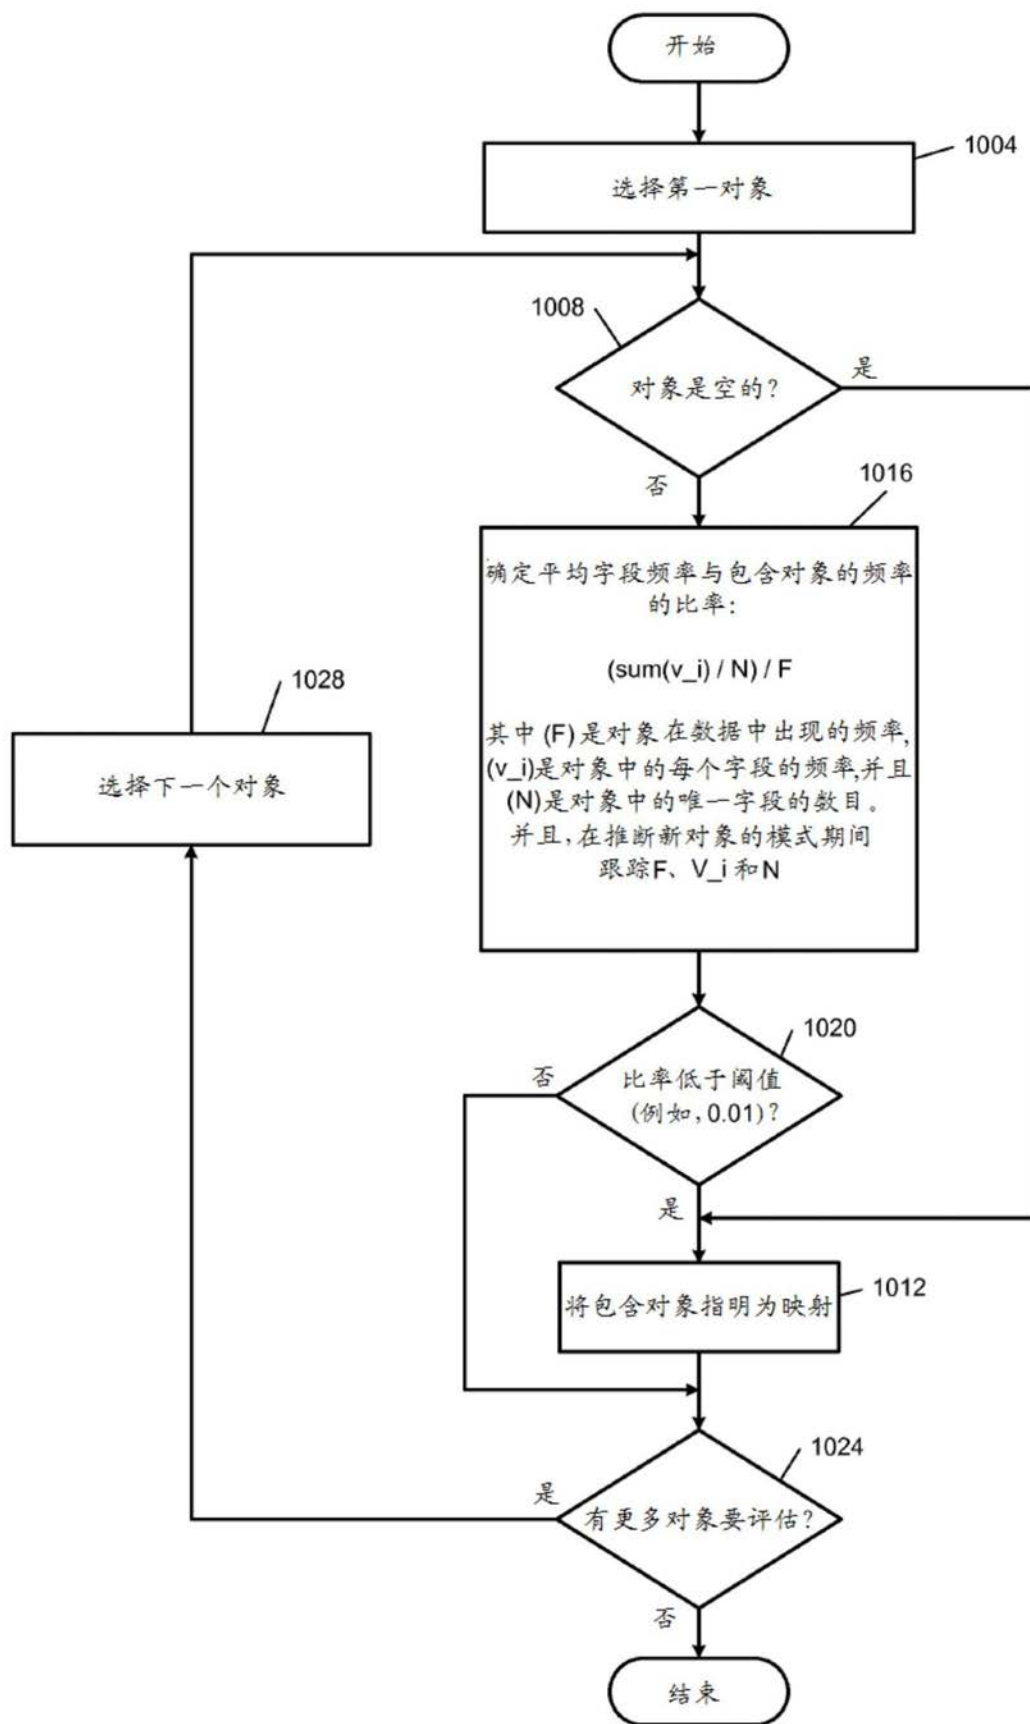 开始
1004
选择第一对象
1008
对象是空的?
是
否
1016
确定平均字段频率与包含对象的频率
的比率:
(sum(v_i) / N) / F
其中(F)是对象在数据中出现的频率,
(v_i)是对象中的每个字段的频率,并且
(N)是对象中的唯一字段的数目。
并且,在推断新对象的模式期间
跟踪F、V_i和N
1028
选择下一个对象
1020
否
比率低于阈值
(例如,0.01)?
是
1012
将包含对象指明为映射
1024
是
有更多对象要评估?
否
结束